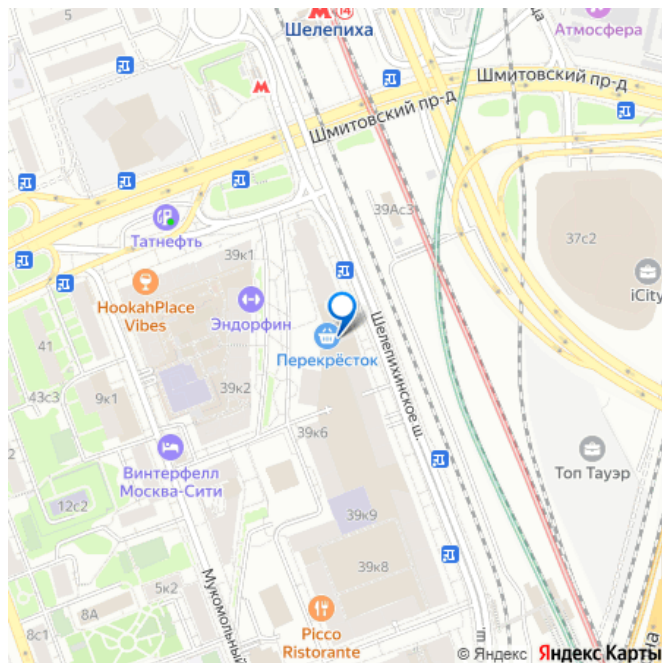 5
14
Шелепиха
Атмосфера
Шмитовский пр-д
Шмитовский пр-д
39Ас3
Татнефть
39к1
37с2
iCity
HookahPlace
Vibes
Эндорфин
Шелепихинское ш.
Перекрёсток
41
43с3
9к1
39к2
39к6
Винтерфелл
Москва-Сити
Топ Тауэр
12с2
39к9
5к2
39к8
8А
Мукомольный
8с1
Picco
Ristorante
ш.
© Яндекс Яндекс Карты